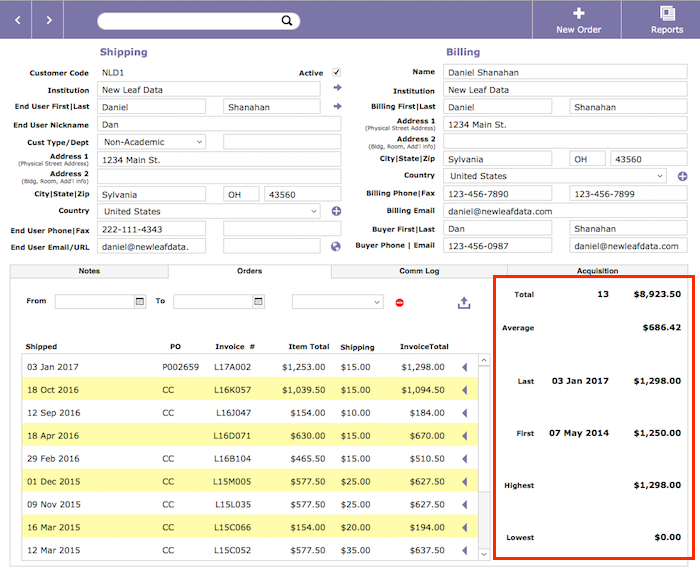 New Order
Reports
Shipping
Billing
Customer Code NLD1 Active
Institution New Leaf Data
End User First|Last Daniel Shanahan
End User Nickname Dan
Cust Type/Dept Non-Academic
Address 1 1234 Main St.
(Physical Street Address)
Address 2
(Bldg, Room, Add'l info)
City|State|Zip Sylvania OH 43560
Country United States
End User Phone|Fax 222-111-4343
End User Email/URL daniel@newleafdata.
Name Daniel Shanahan
Institution New Leaf Data
Billing First|Last Daniel Shanahan
Address 1 1234 Main St.
(Physical Street Address)
Address 2
(Bldg, Room, Add'l info)
City|State|Zip Sylvania OH 43560
Country United States
Billing Phone|Fax 123-456-7890 123-456-7899
Billing Email daniel@newleafdata.com
Buyer First|Last Dan Shanahan
Buyer Phone | Email 123-456-0987 daniel@newleafdata.com
Notes Orders Comm Log Acquisition
From To
Shipped PO Invoice # Item Total Shipping InvoiceTotal
03 Jan 2017 P002659 L17A002 $1,253.00 $15.00 $1,298.00
18 Oct 2016 CC L16K057 $1,039.50 $15.00 $1,094.50
12 Sep 2016 CC L16J047 $154.00 $10.00 $184.00
18 Apr 2016 L16D071 $630.00 $15.00 $670.00
29 Feb 2016 CC L16B104 $465.50 $15.00 $510.50
01 Dec 2015 CC L15M005 $577.50 $25.00 $627.50
09 Nov 2015 CC L15L035 $577.50 $25.00 $627.50
16 Mar 2015 CC L15C066 $154.00 $20.00 $194.00
12 Mar 2015 CC L15C052 $577.50 $35.00 $637.50
Total 13 $8,923.50
Average $686.42
Last 03 Jan 2017 $1,298.00
First 07 May 2014 $1,250.00
Highest $1,298.00
Lowest $0.00